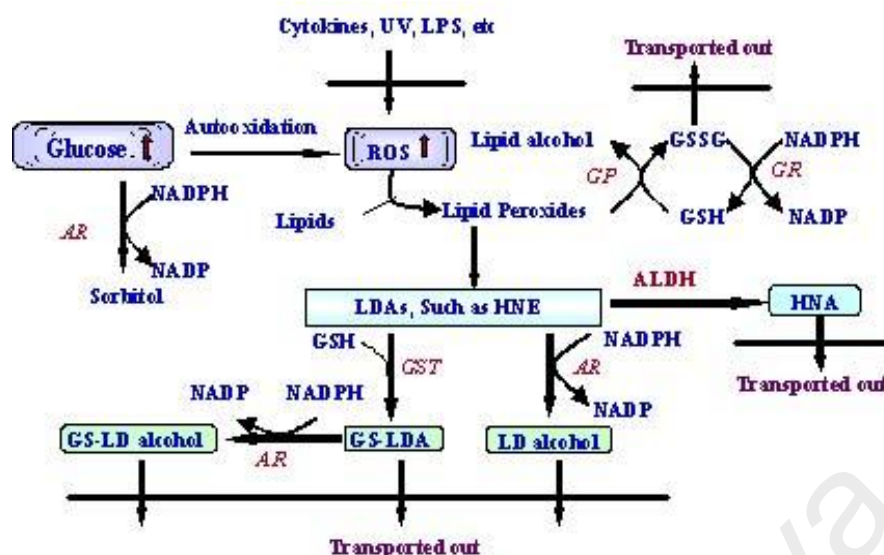 Cytokines, UV, LPS, etc
Transported out
Glucose
Autooxidation
ROS
Lipid alcohol
GSSG
NADPH
GP
GR
NADPH
AR
Lipids
Lipid Peroxides
GSH
NADP
NADP
Sorbitol
ALDH
LDAs, Such as HNE
HNA
GSH
GST
NADPH
AR
Transported out
NADP
NADPH
NADP
GS-LD alcohol
AR
GS-LDA
LD alcohol
Transported out